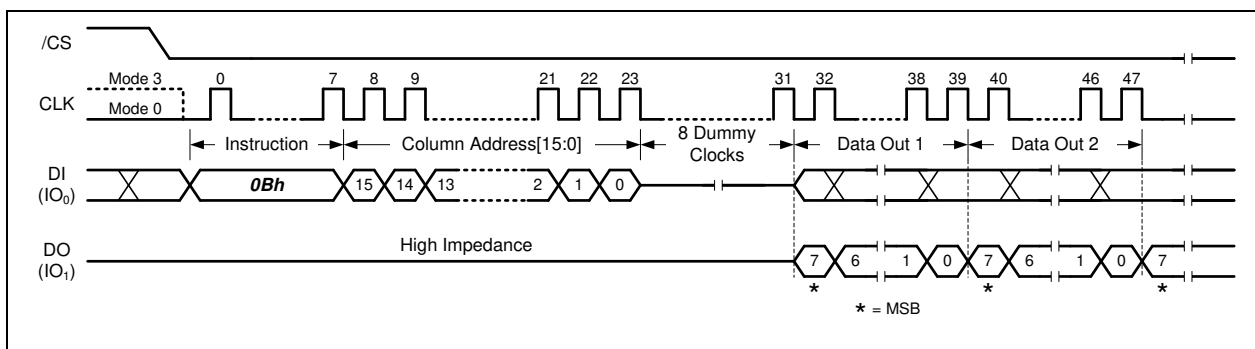 /CS
Mode 3
CLK
Mode 0
0 7 8 9 21 22 23 31 32 38 39 40 46 47
Instruction
Column Address[15:0]
8 Dummy
Clocks
Data Out 1
Data Out 2
DI
(IO0)
0Bh
15 14 13 2 1 0
DO
(IO1)
High Impedance
7 6 1 0 7 6 1 0 7
* * *
* = MSB